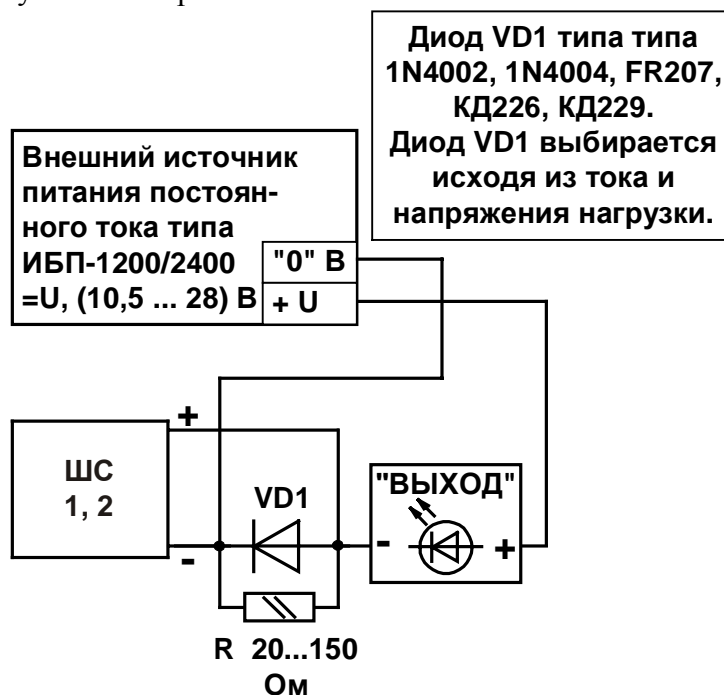 Диод VD1 типа типа
1N4002, 1N4004, FR207,
КД226, КД229.
Диод VD1 выбирается
исходя из тока и
напряжения нагрузки.
Внешний источник
питания постоян-
ного тока типа
ИБП-1200/2400
=U, (10,5 ... 28) В
"0" В
+ U
ШС
1, 2
+
-
VD1
"ВЫХОД"
- +
R 20...150
Ом